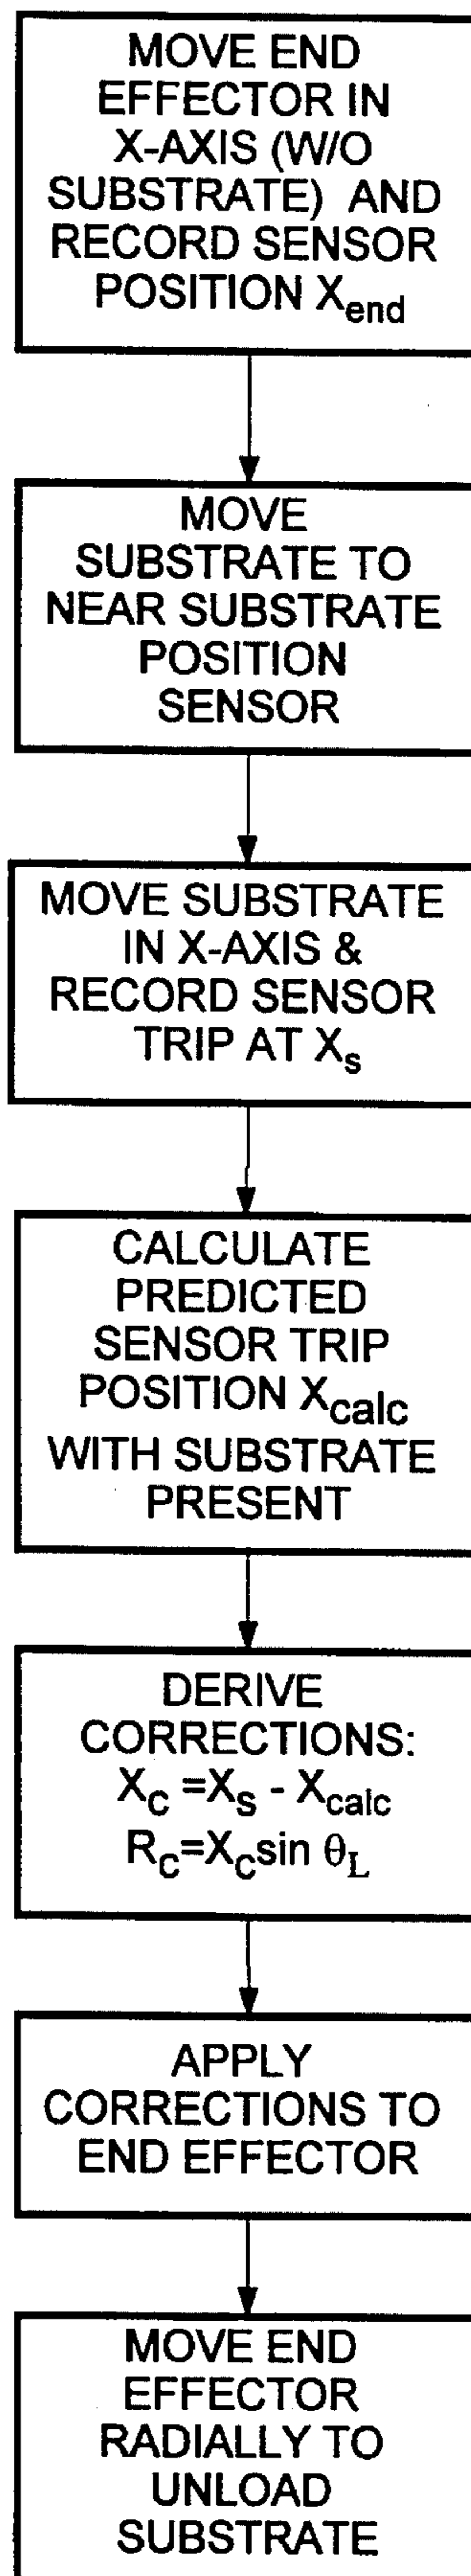 MOVE END
EFFECTOR IN
X-AXIS (W/O
SUBSTRATE) AND
RECORD SENSOR
POSITION Xend
MOVE
SUBSTRATE TO
NEAR SUBSTRATE
POSITION
SENSOR
MOVE SUBSTRATE
IN X-AXIS &
RECORD SENSOR
TRIP AT Xs
CALCULATE
PREDICTED
SENSOR TRIP
POSITION Xcalc
WITH SUBSTRATE
PRESENT
DERIVE
CORRECTIONS:
Xc =Xs - Xcalc
Rc=Xcsin θL
APPLY
CORRECTIONS TO
END EFFECTOR
MOVE END
EFFECTOR
RADIALLY TO
UNLOAD
SUBSTRATE